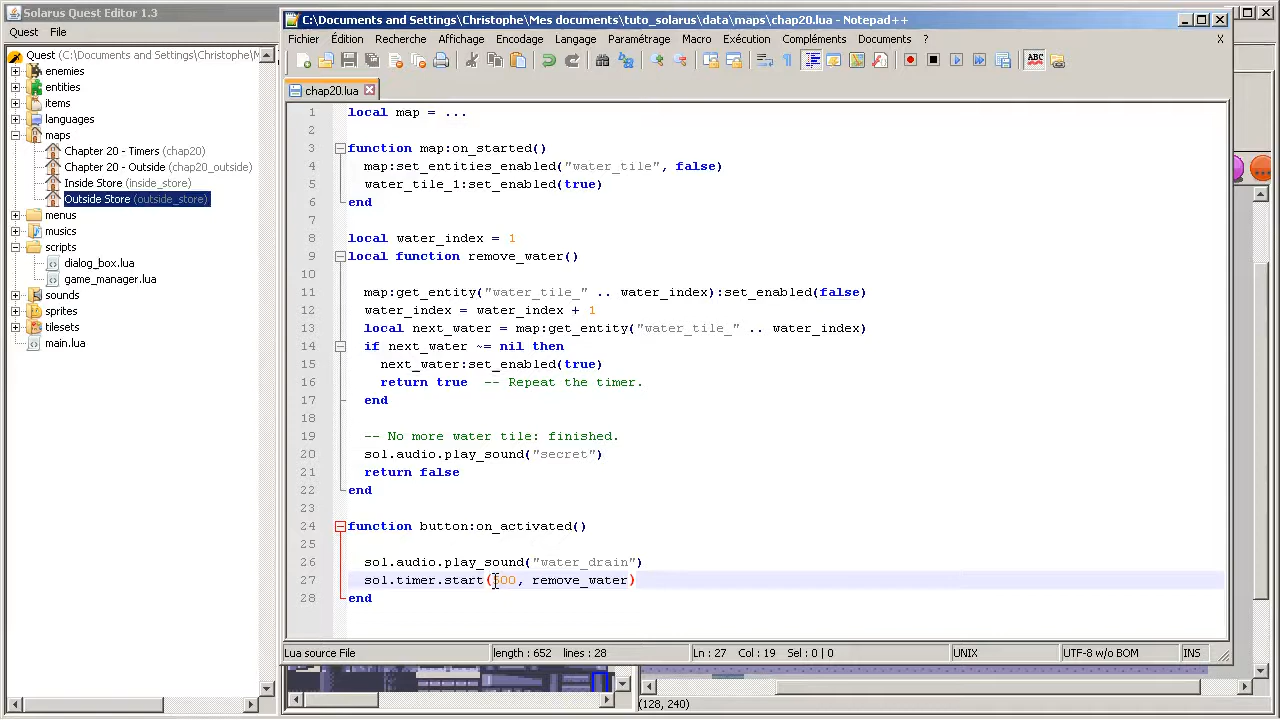 Solarus Quest Editor 1.3
Quest File
Quest (C:\Documents and Settings\Christophe\M
enemies
entities
items
languages
maps
Chapter 20 - Timers (chap20)
Chapter 20 - Outside (chap20_outside)
Inside Store (inside_store)
Outside Store (outside_store)
menus
musics
scripts
dialog_box.lua
game_manager.lua
sounds
sprites
tilesets
main.lua
C:\Documents and Settings\Christophe\Mes documents\tuto_solarus\data\maps\chap20.lua - Notepad++
Fichier Édition Recherche Affichage Encodage Langage Paramétrage Macro Exécution Compléments Documents ? X
ABC
chap20.lua
1 local map = ...
2
3 function map:on_started()
4 map:set_entities_enabled("water_tile", false)
5 water_tile_1:set_enabled(true)
6 end
7
8 local water_index = 1
9 local function remove_water()
10
11 map:get_entity("water_tile_" .. water_index):set_enabled(false)
12 water_index = water_index + 1
13 local next_water = map:get_entity("water_tile_" .. water_index)
14 if next_water ~= nil then
15 next_water:set_enabled(true)
16 return true -- Repeat the timer.
17 end
18
19 -- No more water tile: finished.
20 sol.audio.play_sound("secret")
21 return false
22 end
23
24 function button:on_activated()
25
26 sol.audio.play_sound("water_drain")
27 sol.timer.start(500, remove_water)
28 end
Lua source File length : 652 lines : 28 Ln : 27 Col : 19 Sel : 0 | 0 UNIX UTF-8 w/o BOM INS
(128, 240)